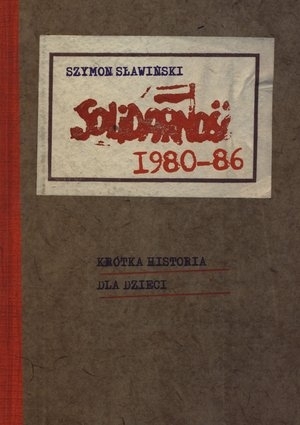 SZYMON SŁAWIŃSKI
SOLIDARNOŚĆ
1980-86
KRÓTKA HISTORIA
DLA DZIECI